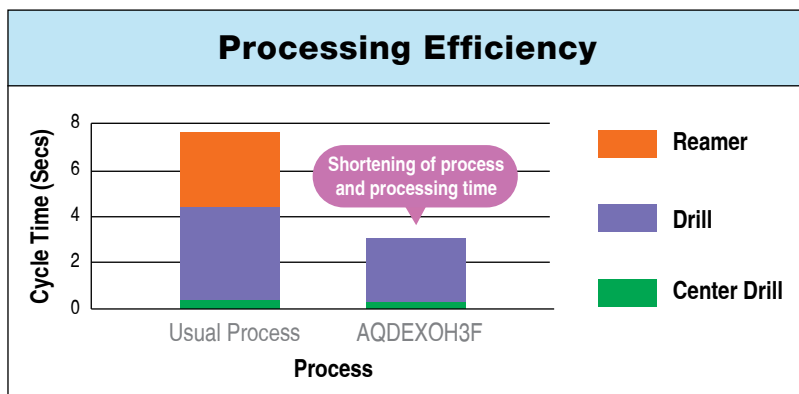 Processing Efficiency
Cycle Time (Secs)
8
6
4
2
0
Shortening of process
and processing time
Usual Process
AQDEXOH3F
Process
Reamer
Drill
Center Drill